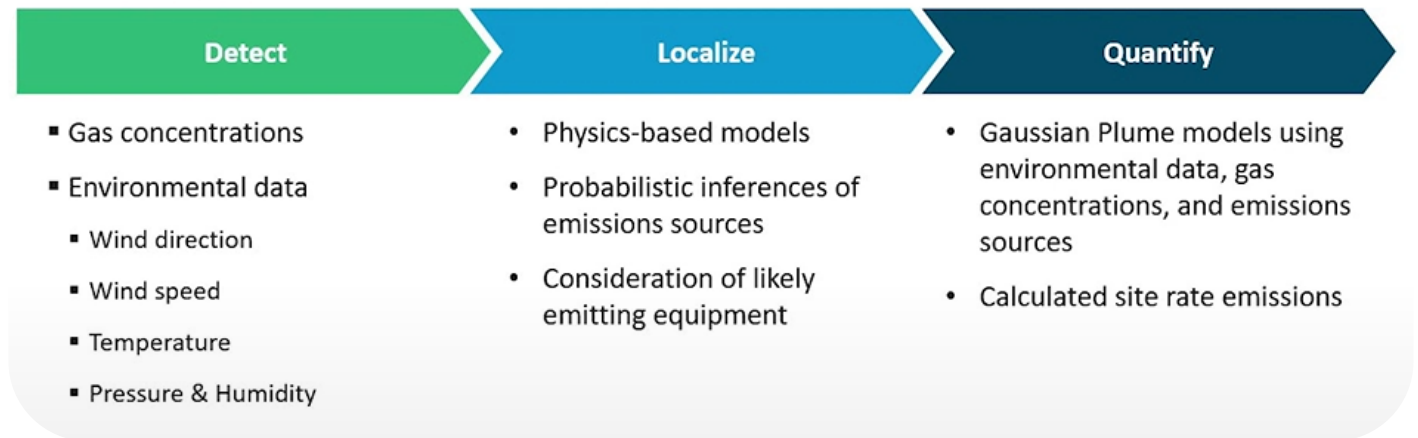 Detect
Localize
Quantify
▪ Gas concentrations
▪ Environmental data
▪ Wind direction
▪ Wind speed
▪ Temperature
▪ Pressure & Humidity
• Physics-based models
• Probabilistic inferences of
emissions sources
• Consideration of likely
emitting equipment
• Gaussian Plume models using
environmental data, gas
concentrations, and emissions
sources
• Calculated site rate emissions